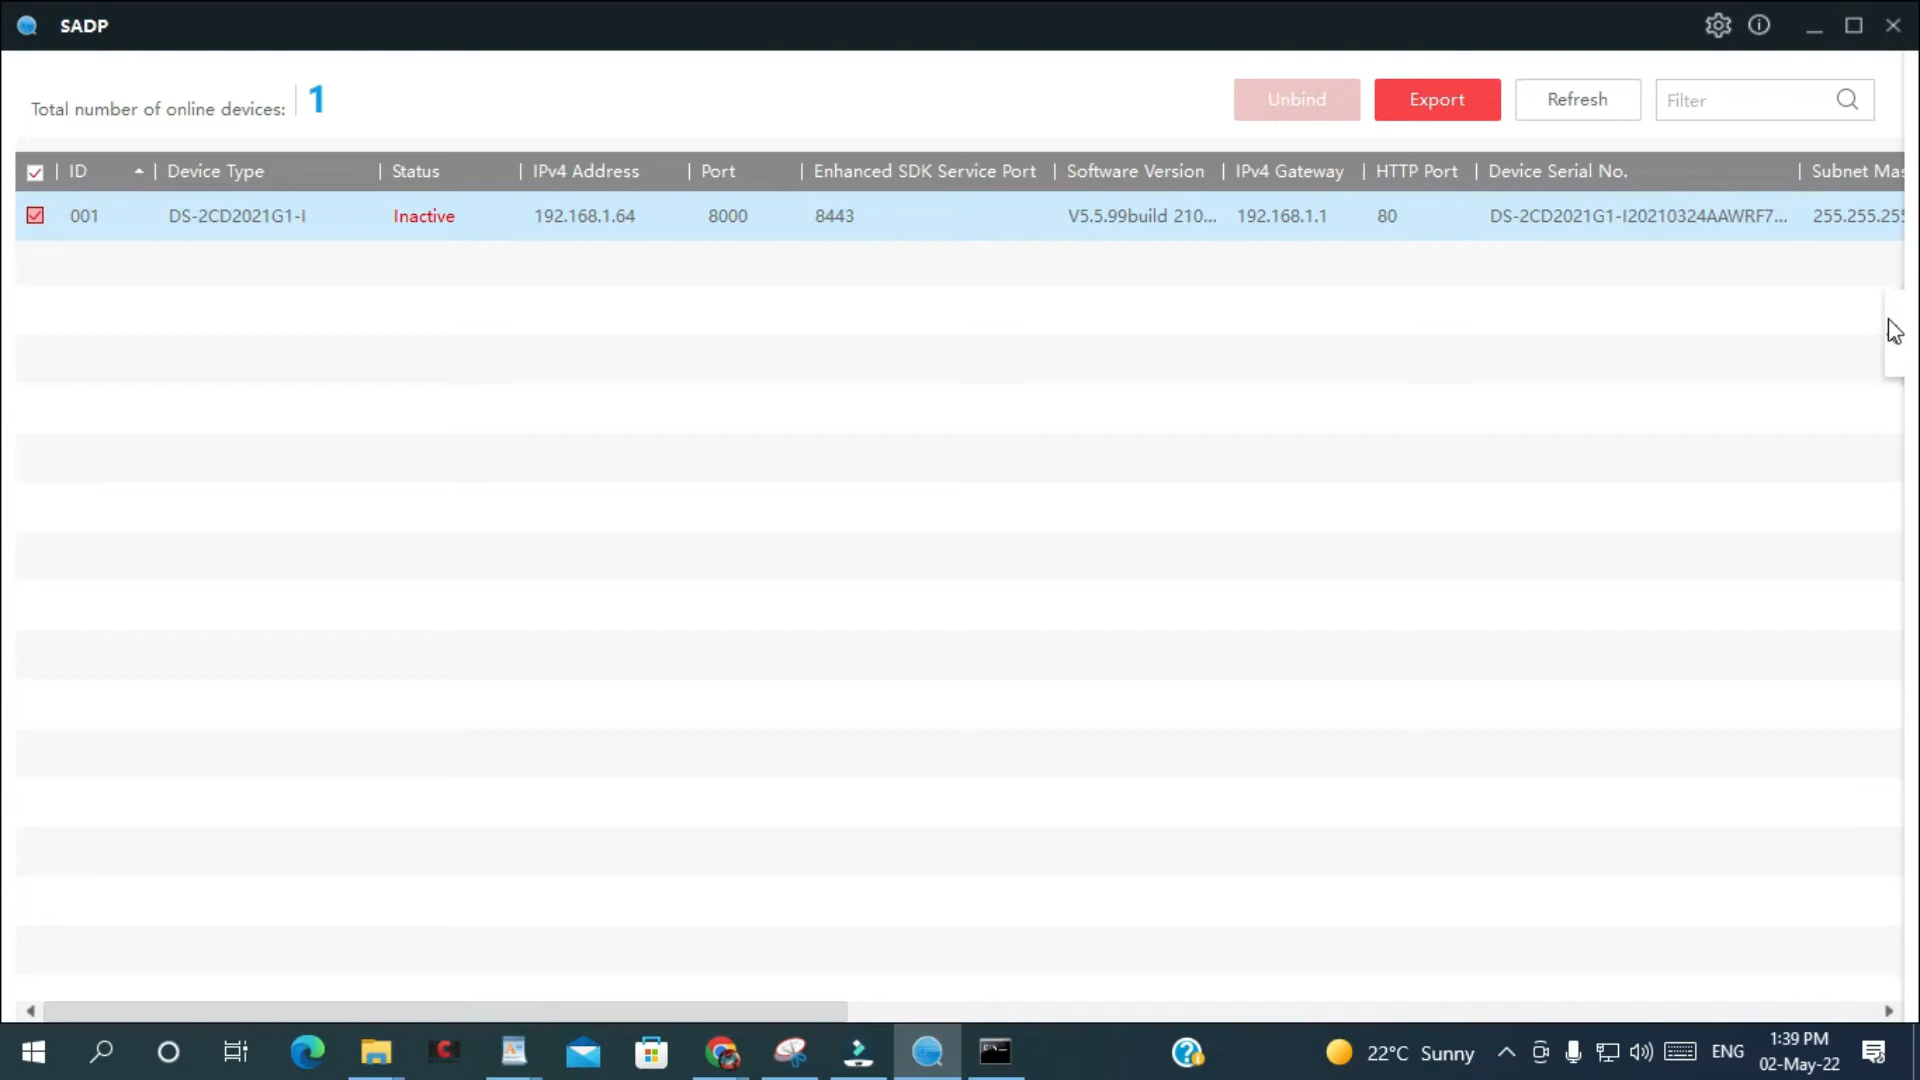 SADP
Total number of online devices: 1
Unbind
Export
Refresh
Filter
ID Device Type Status IPv4 Address Port Enhanced SDK Service Port Software Version IPv4 Gateway HTTP Port Device Serial No. Subnet Mas
001 DS-2CD2021G1-I Inactive 192.168.1.64 8000 8443 V5.5.99build 210... 192.168.1.1 80 DS-2CD2021G1-I20210324AAWRF7... 255.255.255
22°C Sunny
ENG
1:39 PM
02-May-22